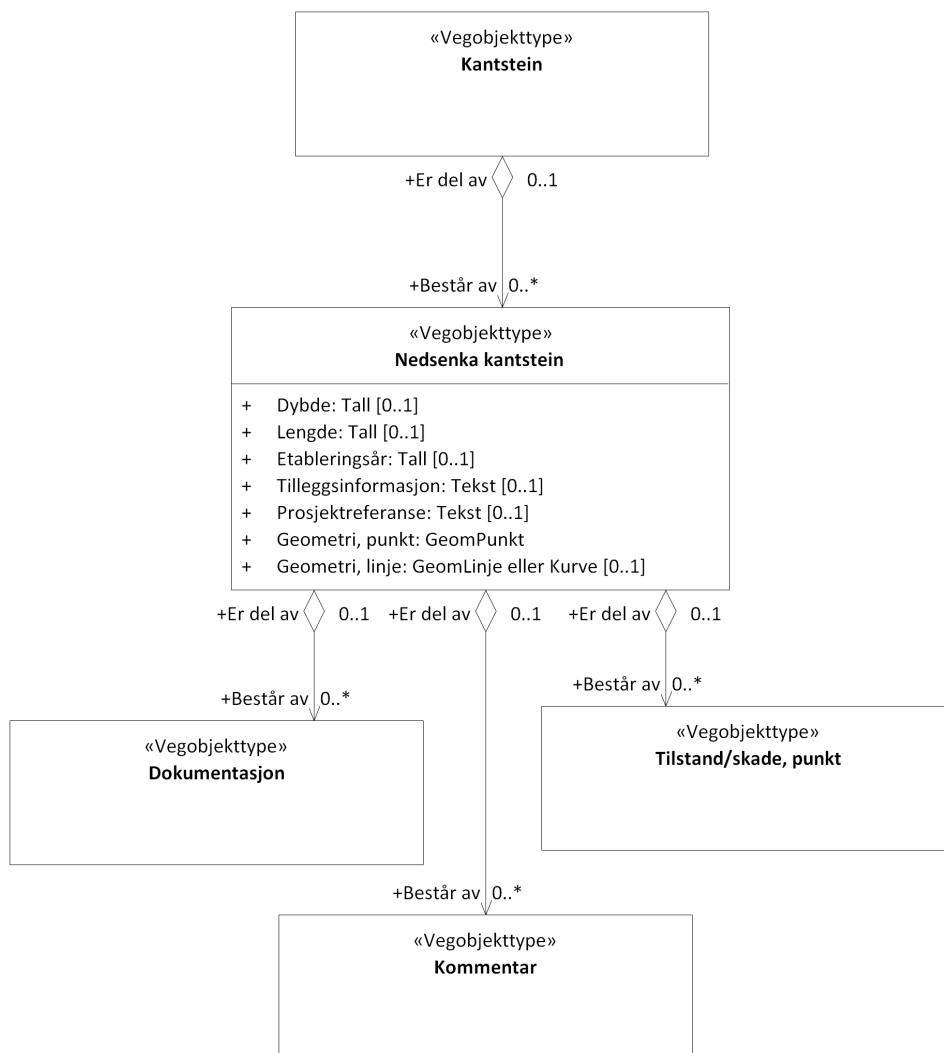 «Vegobjekttype»
Kantstein
+Er del av 0..1
+Består av 0..*
«Vegobjekttype»
Nedsenka kantstein
+ Dybde: Tall [0..1]
+ Lengde: Tall [0..1]
+ Etableringsår: Tall [0..1]
+ Tilleggsinformasjon: Tekst [0..1]
+ Prosjektreferanse: Tekst [0..1]
+ Geometri, punkt: GeomPunkt
+ Geometri, linje: GeomLinje eller Kurve [0..1]
+Er del av 0..1 +Er del av 0..1 +Er del av 0..1
+Består av 0..*
+Består av 0..*
«Vegobjekttype»
Tilstand/skade, punkt
«Vegobjekttype»
Dokumentasjon
+Består av 0..*
«Vegobjekttype»
Kommentar